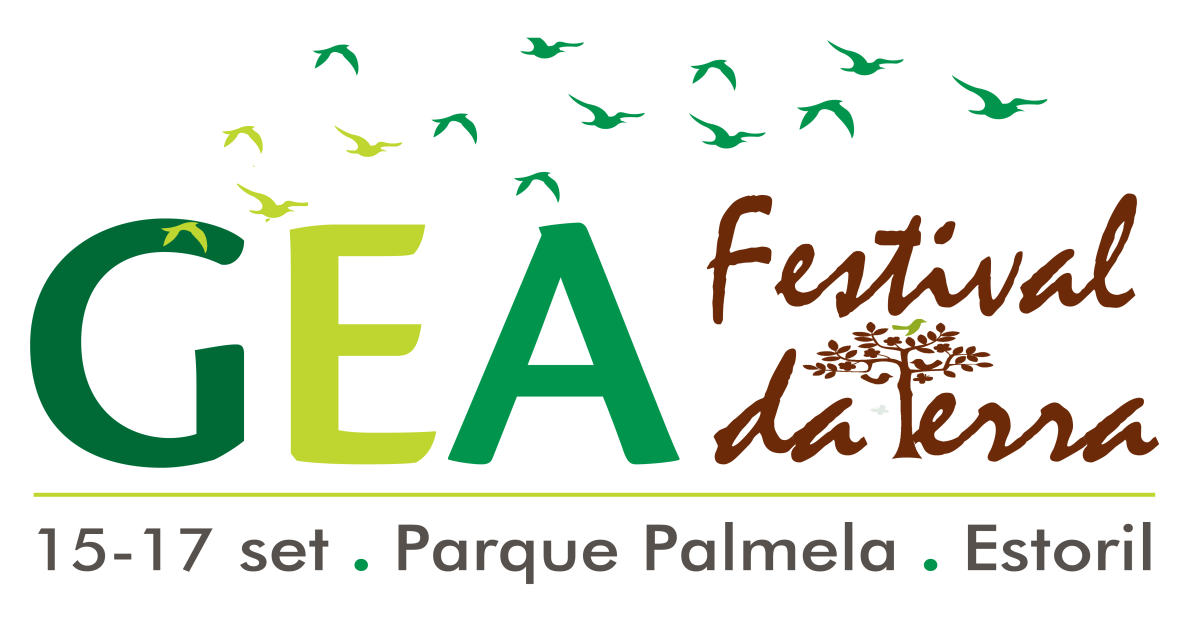 GEA
Festival
da Terra
15-17 set . Parque Palmela . Estoril